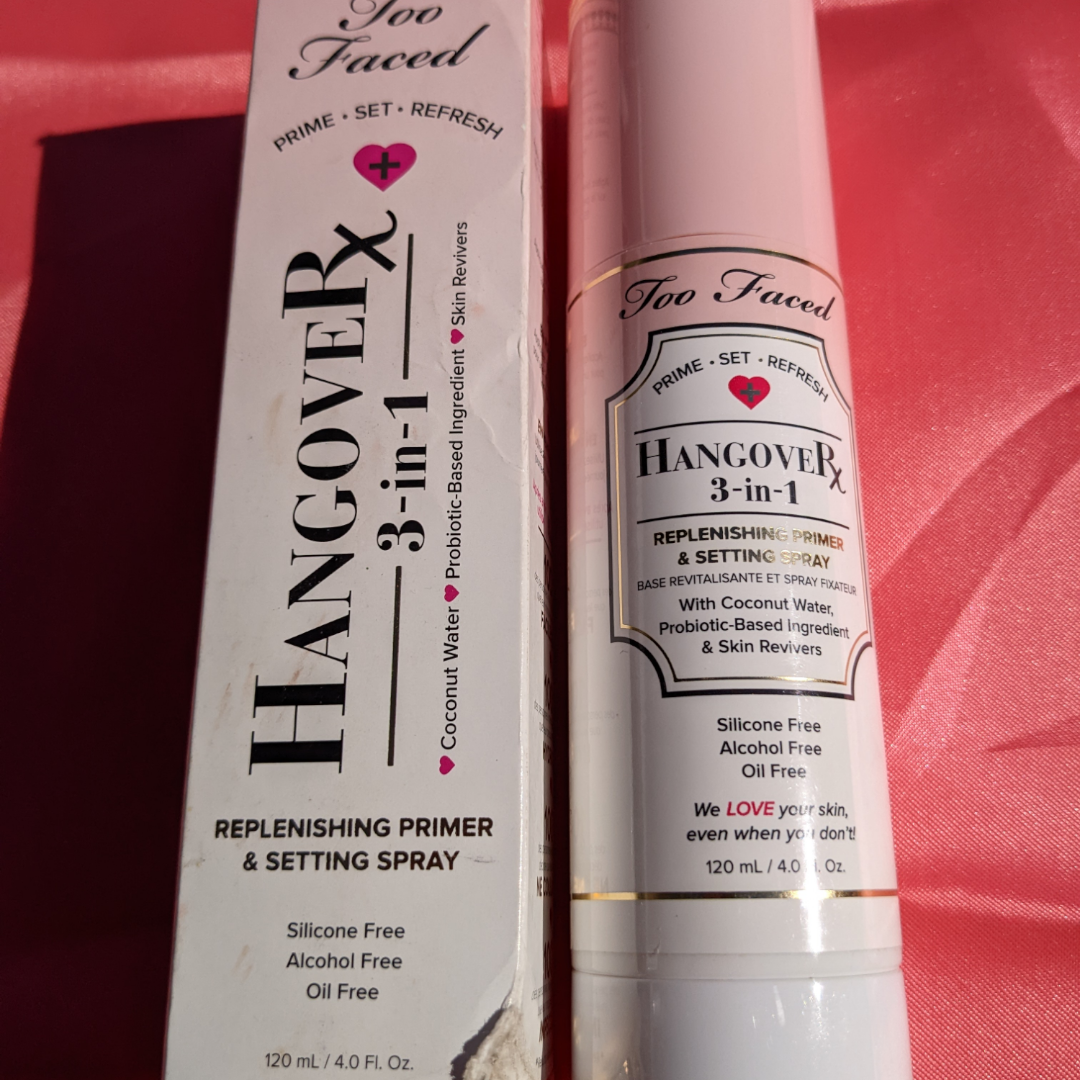 Too
Faced
PRIME • SET • REFRESH
HANGOVERx
3-in-1
♥ Coconut Water ♥ Probiotic-Based Ingredient ♥ Skin Revivers
REPLENISHING PRIMER
& SETTING SPRAY
Silicone Free
Alcohol Free
Oil Free
120 mL / 4.0 Fl. Oz.
Too Faced
PRIME • SET • REFRESH
HANGOVERx
3-in-1
REPLENISHING PRIMER
& SETTING SPRAY
BASE REVITALISANTE ET SPRAY FIXATEUR
With Coconut Water,
Probiotic-Based Ingredient
& Skin Revivers
Silicone Free
Alcohol Free
Oil Free
We LOVE your skin,
even when you don't!
120 mL / 4.0 Fl. Oz.